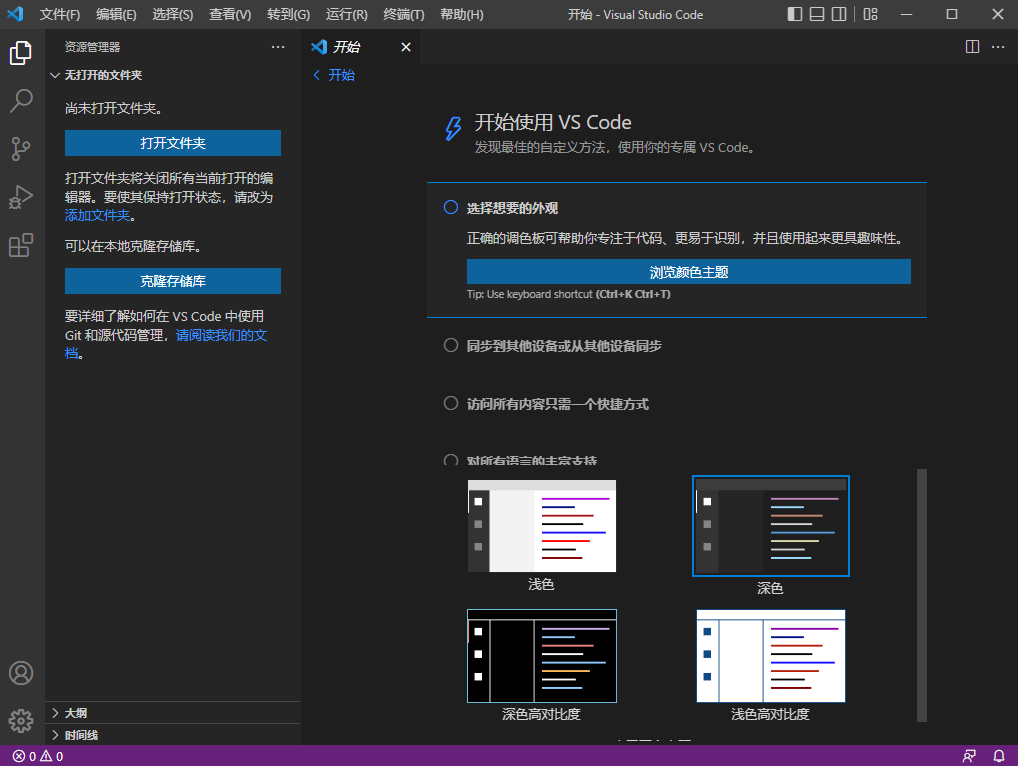 文件(F) 编辑(E) 选择(S) 查看(V) 转到(G) 运行(R) 终端(T) 帮助(H) 开始 - Visual Studio Code
资源管理器
无打开的文件夹
尚未打开文件夹。
打开文件夹
打开文件夹将关闭所有当前打开的编
辑器。要使其保持打开状态，请改为
添加文件夹。
可以在本地克隆存储库。
克隆存储库
要详细了解如何在 VS Code 中使用
Git 和源代码管理，请阅读我们的文
档。
大纲
时间线
开始
开始
开始使用 VS Code
发现最佳的自定义方法，使用你的专属 VS Code。
选择想要的外观
正确的调色板可帮助你专注于代码、更易于识别，并且使用起来更具趣味性。
浏览颜色主题
Tip: Use keyboard shortcut (Ctrl+K Ctrl+T)
同步到其他设备或从其他设备同步
访问所有内容只需一个快捷方式
对所有语言的丰富支持
浅色
深色
深色高对比度
浅色高对比度
0 0